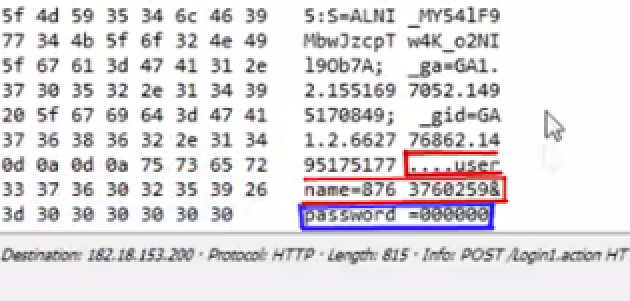 5f 4d 59 35 34 6c 46 39 5:S=ALNI _MY54lF9
77 34 4b 5f 6f 32 4e 49 MbwJzcpT w4K_o2NI
5f 67 61 3d 47 41 31 2e l9Ob7A; _ga=GA1.
37 30 35 32 2e 31 34 39 2.155169 7052.149
20 5f 67 69 64 3d 47 41 5170849; _gid=GA
37 36 38 36 32 2e 31 34 1.2.6627 76862.14
0d 0a 0d 0a 75 73 65 72 95175177 ....user
33 37 36 30 32 35 39 26 name=876 3760259&
3d 30 30 30 30 30 30 password =000000
Destination: 182.18.153.200 · Protocol: HTTP · Length: 815 · Info: POST /Login1.action HT